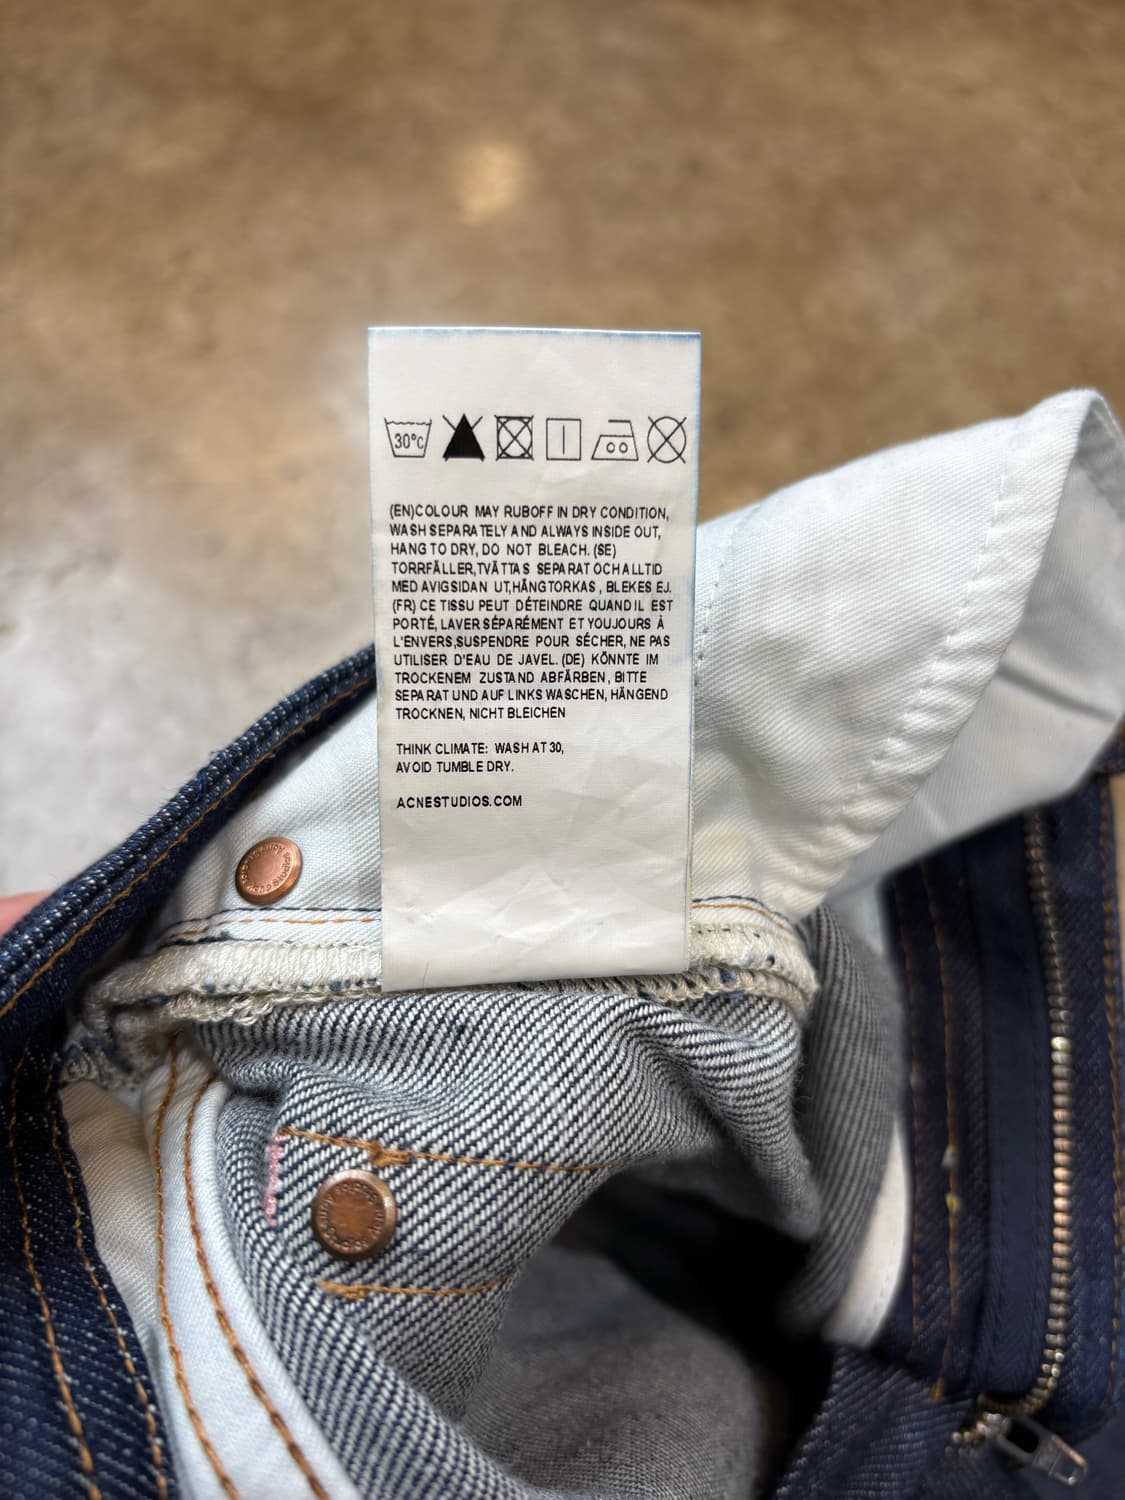 30°C
(EN)COLOUR MAY RUBOFF IN DRY CONDITION,
WASH SEPARATELY AND ALWAYS INSIDE OUT,
HANG TO DRY, DO NOT BLEACH. (SE)
TORRFÄLLER,TVÄTTAS SEPARAT OCH ALLTID
MED AVIGSIDAN UT,HÄNGTORKAS, BLEKES EJ.
(FR) CE TISSU PEUT DÉTEINDRE QUAND IL EST
PORTÉ, LAVER SÉPARÉMENT ET YOUJOURS À
L'ENVERS,SUSPENDRE POUR SÉCHER, NE PAS
UTILISER D'EAU DE JAVEL. (DE) KÖNNTE IM
TROCKENEM ZUSTAND ABFÄRBEN, BITTE
SEPARAT UND AUF LINKS WASCHEN, HÄNGEND
TROCKNEN, NICHT BLEICHEN
THINK CLIMATE: WASH AT 30,
AVOID TUMBLE DRY.
ACNESTUDIOS.COM
Acne Studios